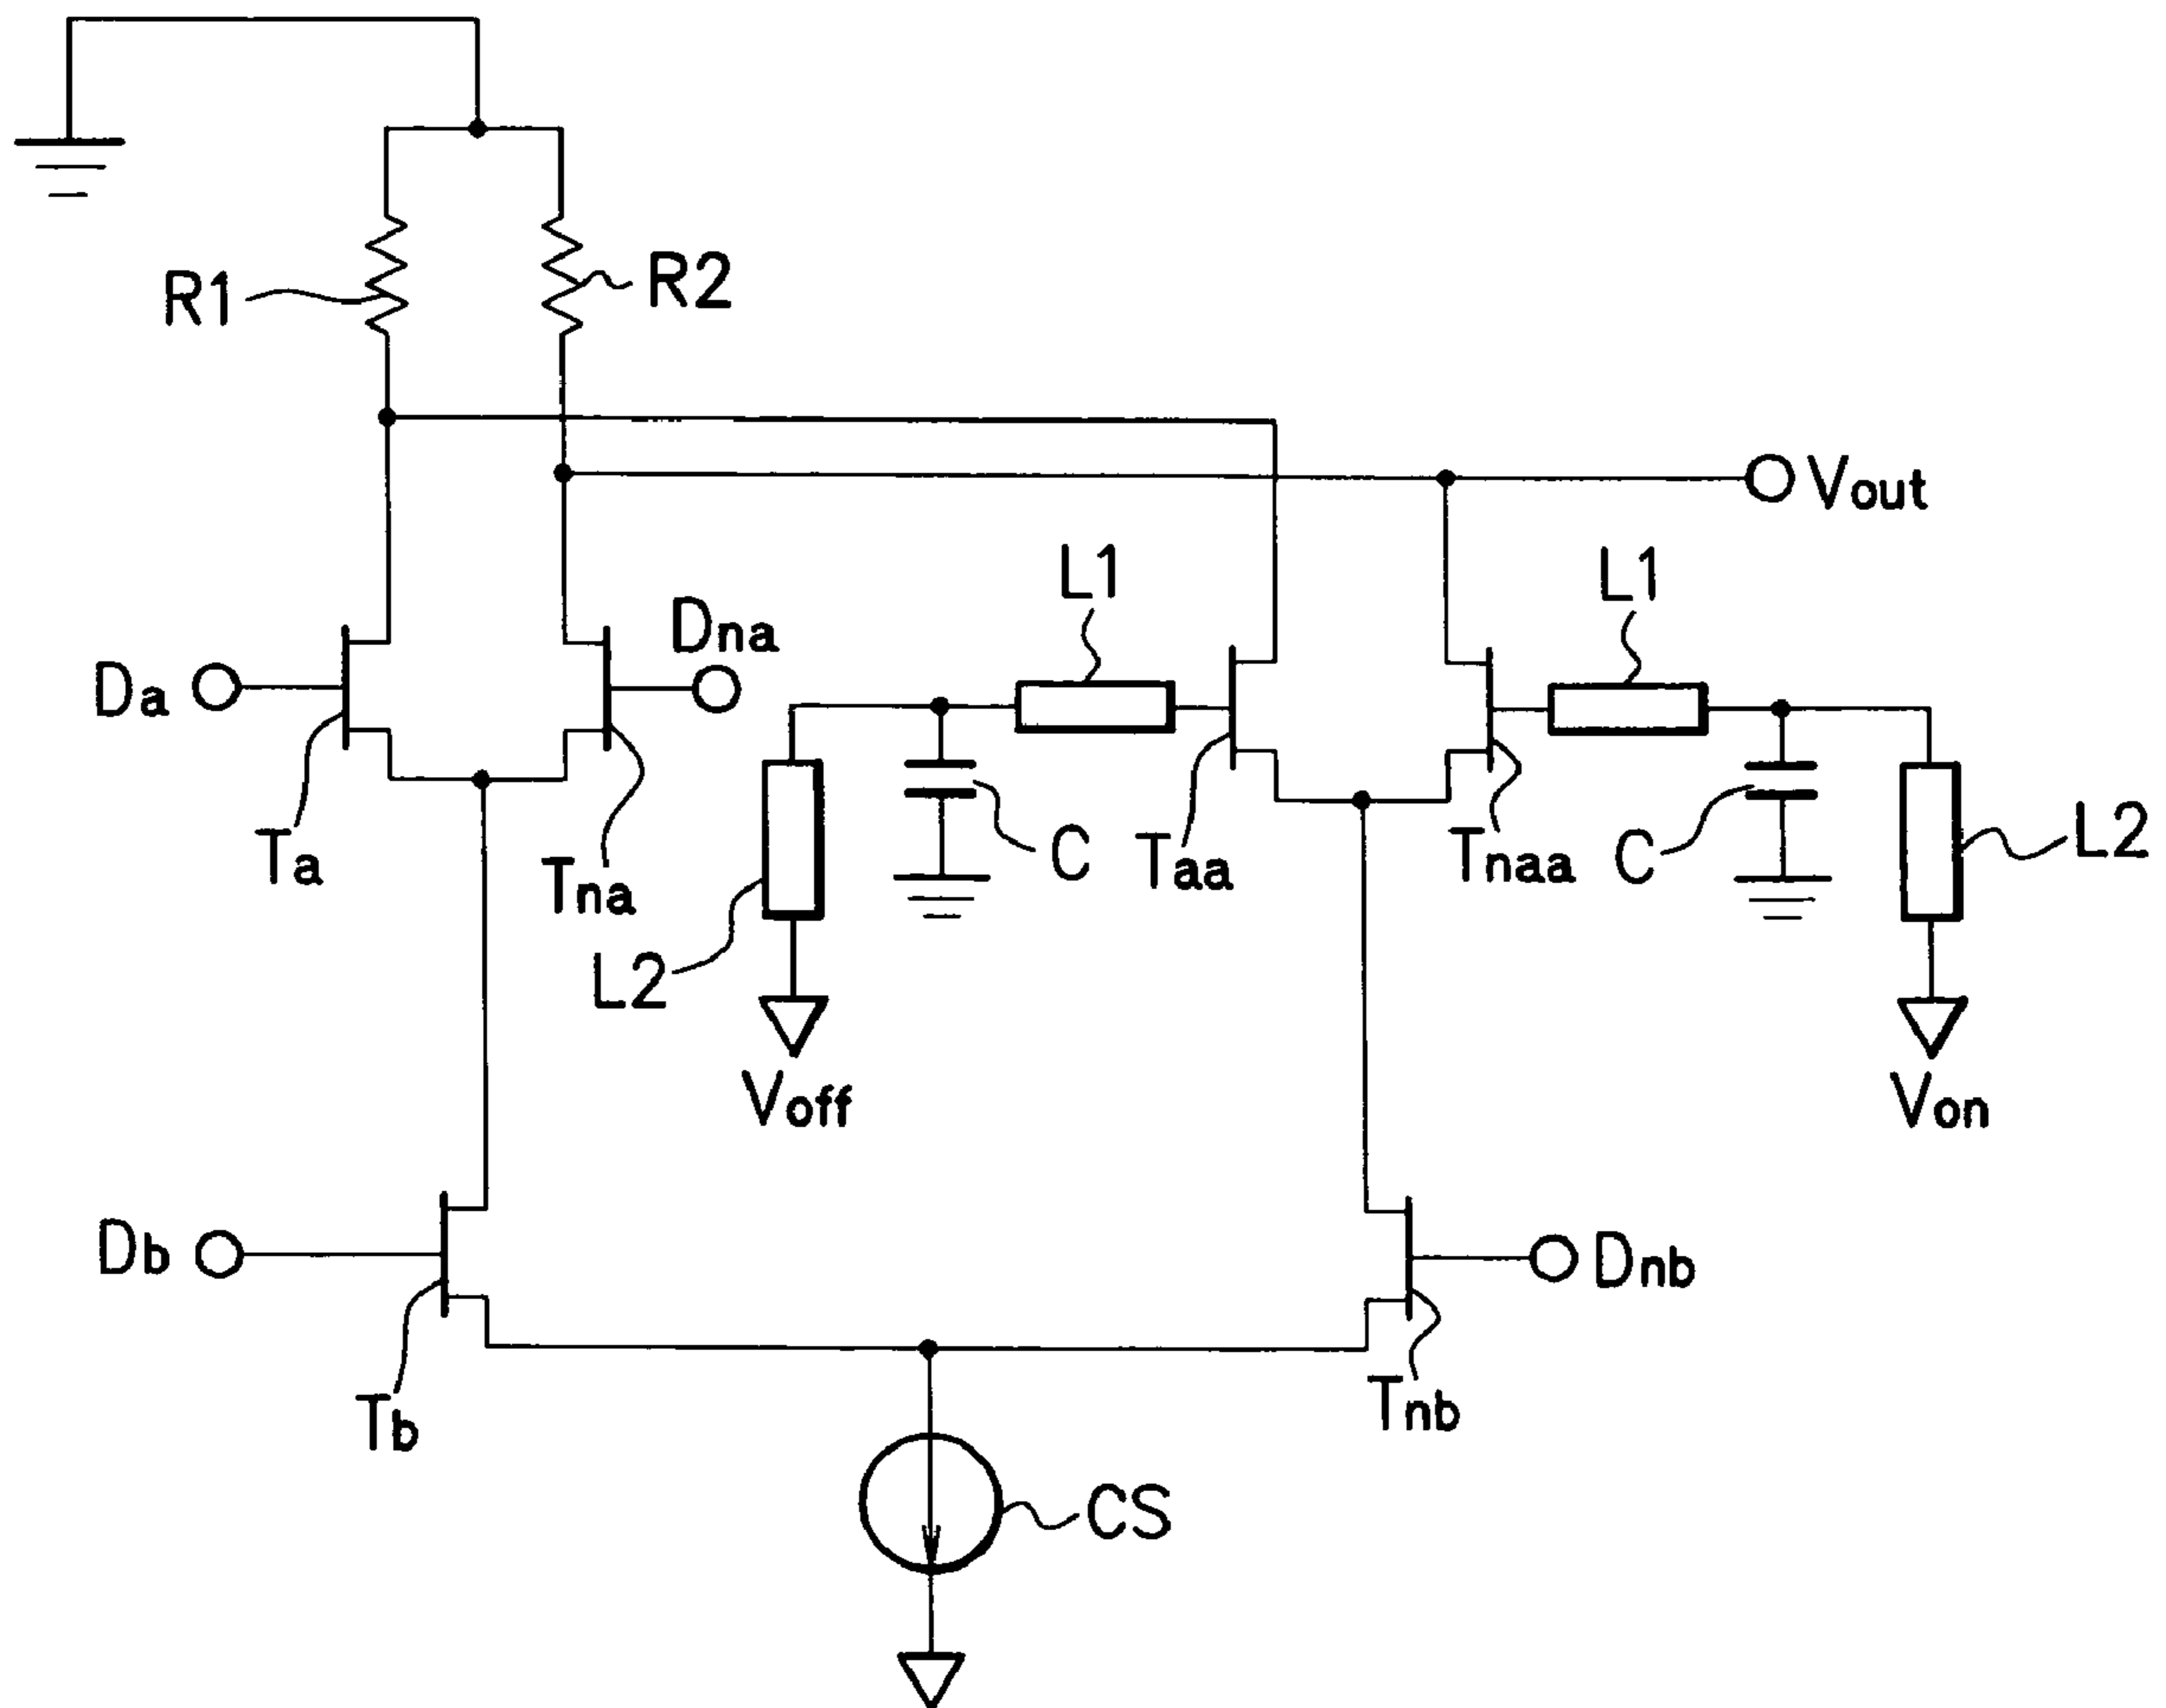 R1
R2
Vout
L1
L1
Dna
Da
Ta
Tna
C
Taa
Tnaa
C
L2
L2
Voff
Von
Db
Dnb
Tb
Tnb
CS